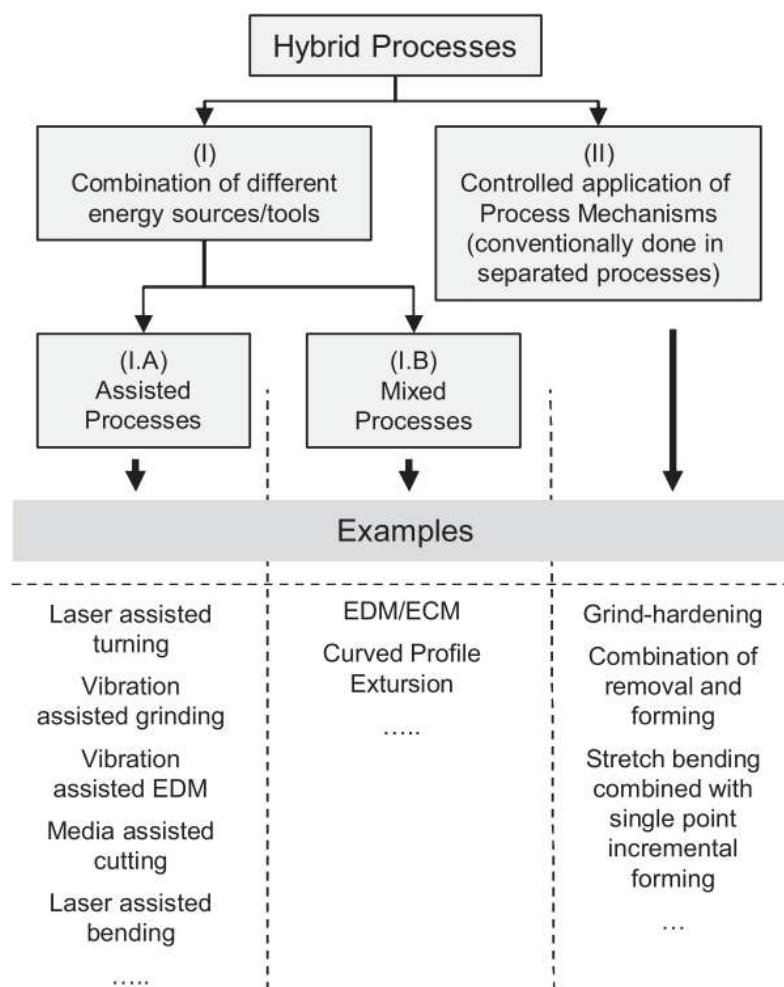 Hybrid Processes
(I)
Combination of different
energy sources/tools
(II)
Controlled application of
Process Mechanisms
(conventionally done in
separated processes)
(I.A)
Assisted
Processes
(I.B)
Mixed
Processes
Examples
Laser assisted
turning
Vibration
assisted grinding
Vibration
assisted EDM
Media assisted
cutting
Laser assisted
bending
.....
EDM/ECM
Curved Profile
Extursion
.....
Grind-hardening
Combination of
removal and
forming
Stretch bending
combined with
single point
incremental
forming
...